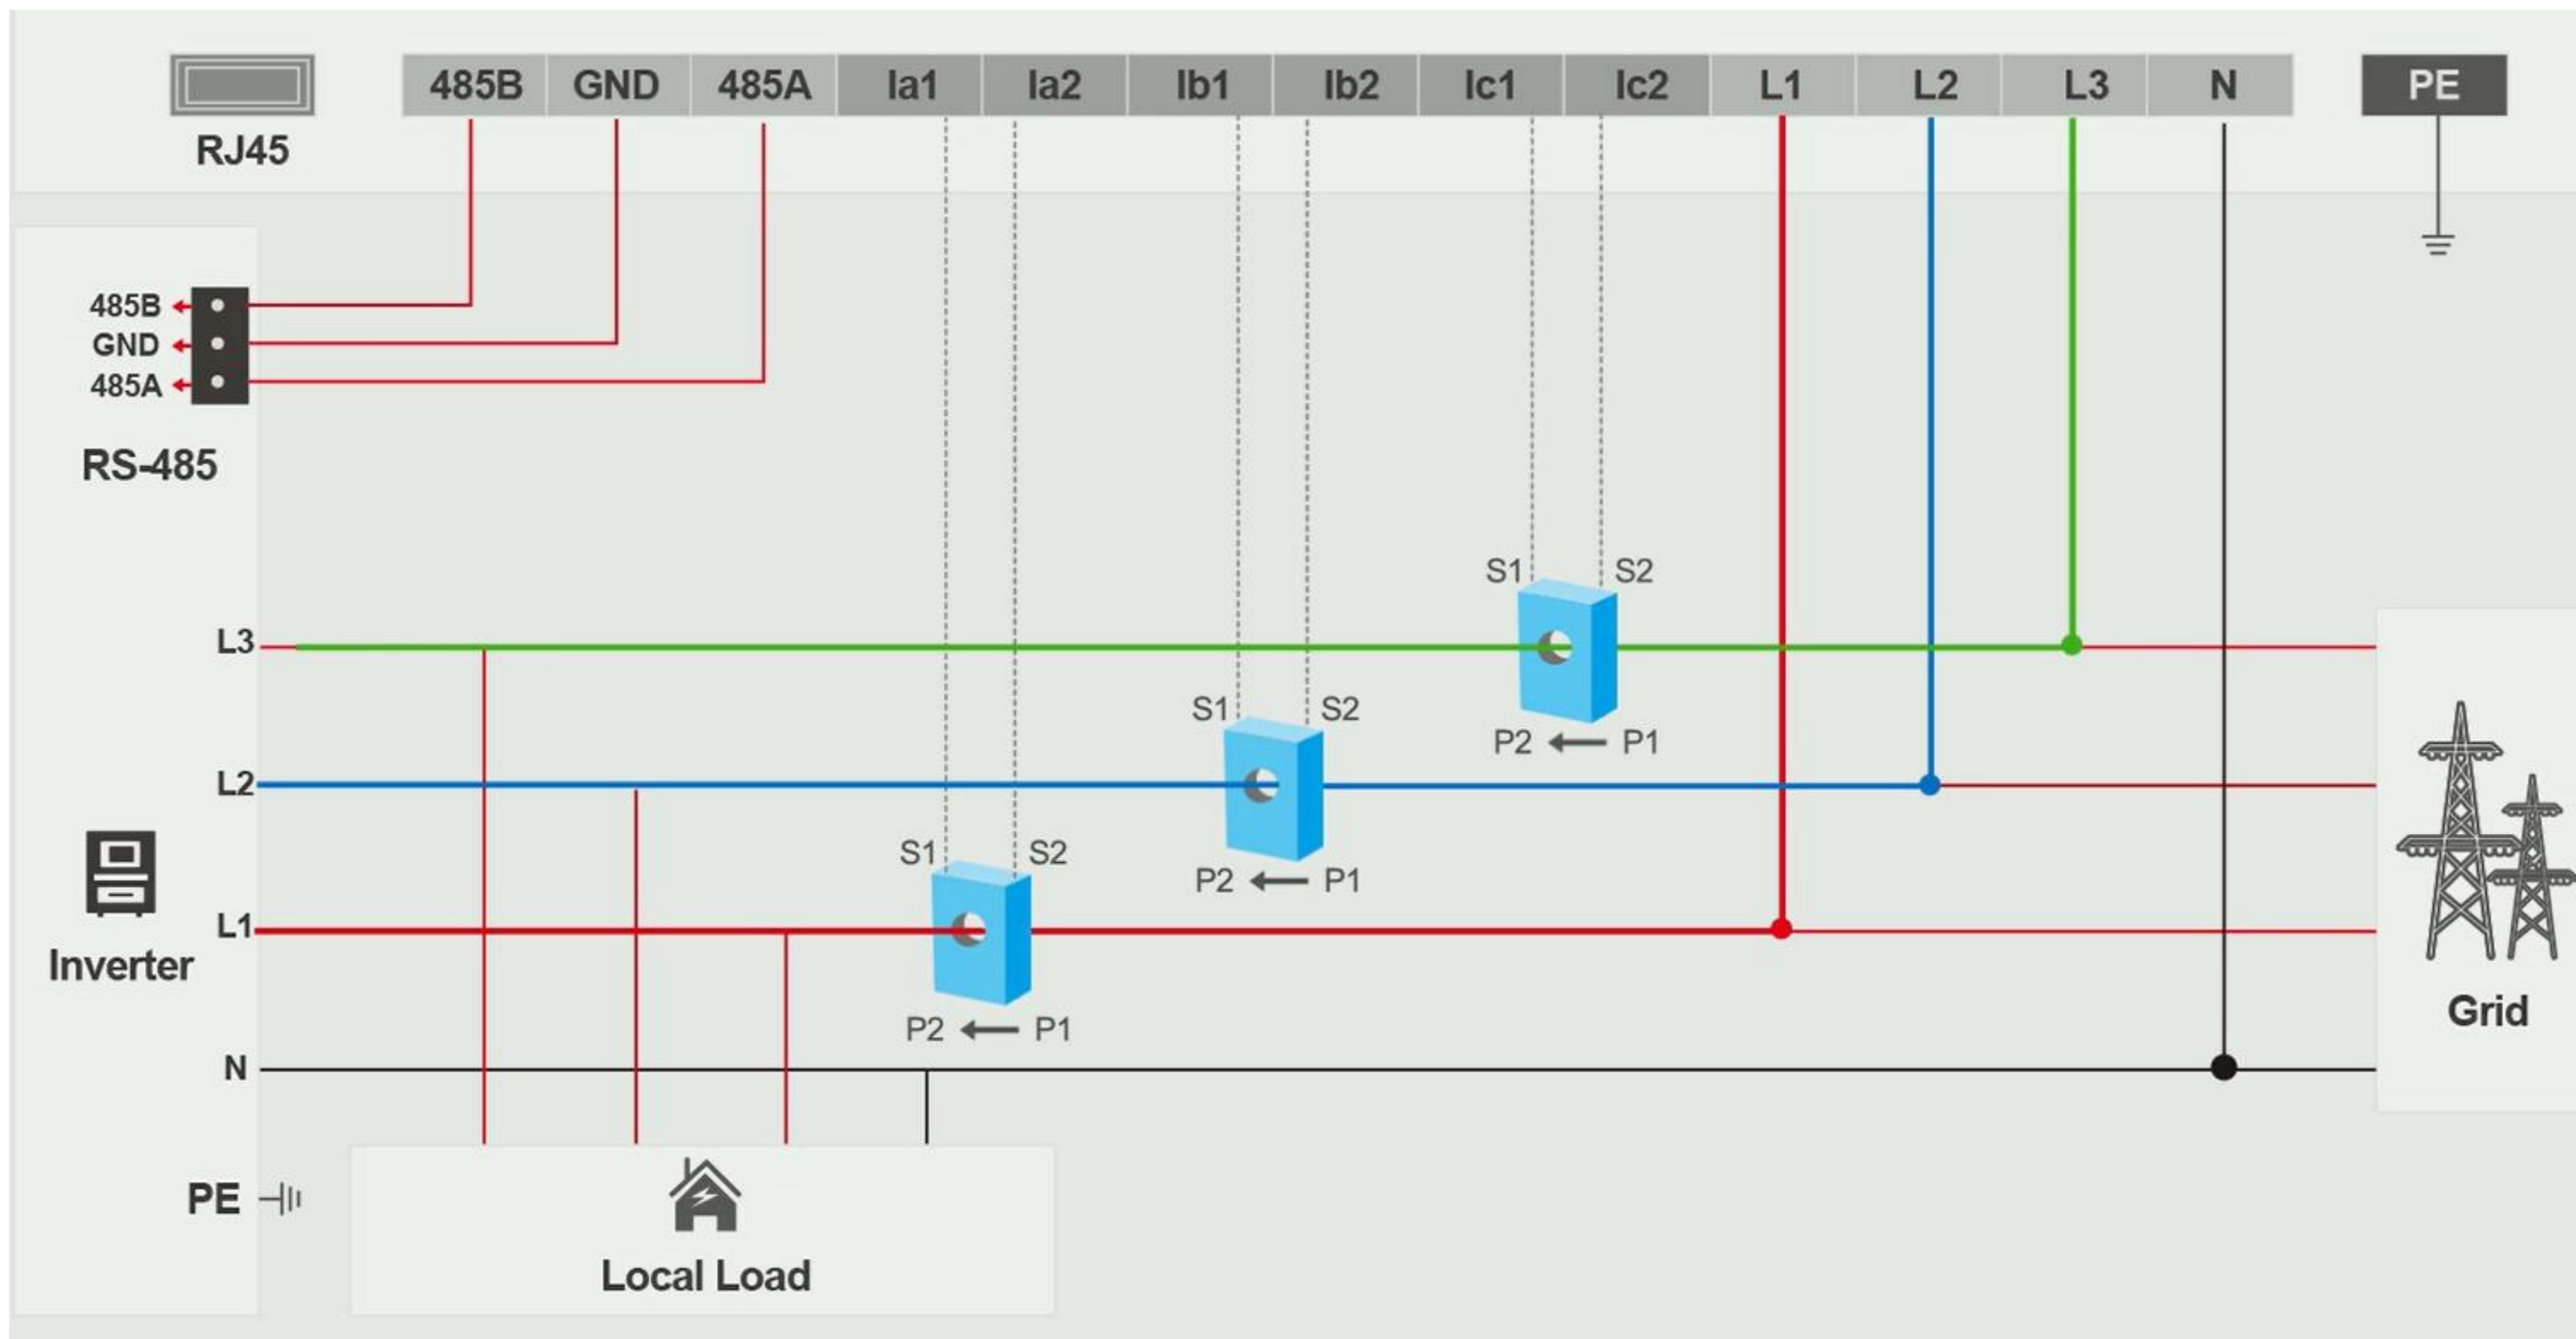 485B GND 485A Ia1 Ia2 Ib1 Ib2 Ic1 Ic2 L1 L2 L3 N PE
RJ45
485B
GND
485A
RS-485
S1 S2
L3
P2 P1
S1 S2
L2
P2 P1
S1 S2
L1
P2 P1
Inverter
Grid
N
PE
Local Load